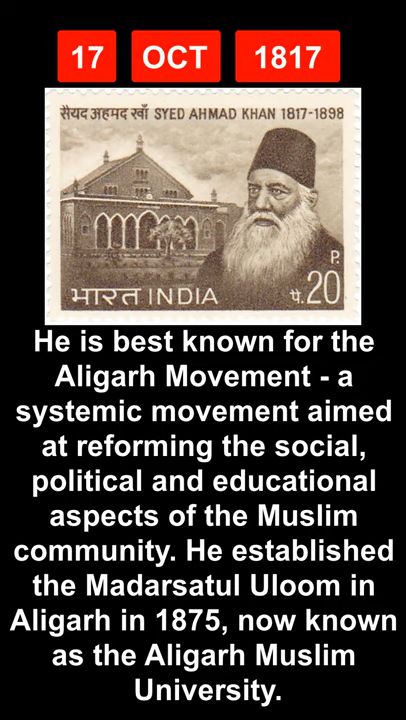 17 OCT 1817
सैयद अहमद खाँ SYED AHMAD KHAN 1817-1898
P.
भारत INDIA प.20
He is best known for the
Aligarh Movement - a
systemic movement aimed
at reforming the social,
political and educational
aspects of the Muslim
community. He established
the Madarsatul Uloom in
Aligarh in 1875, now known
as the Aligarh Muslim
University.